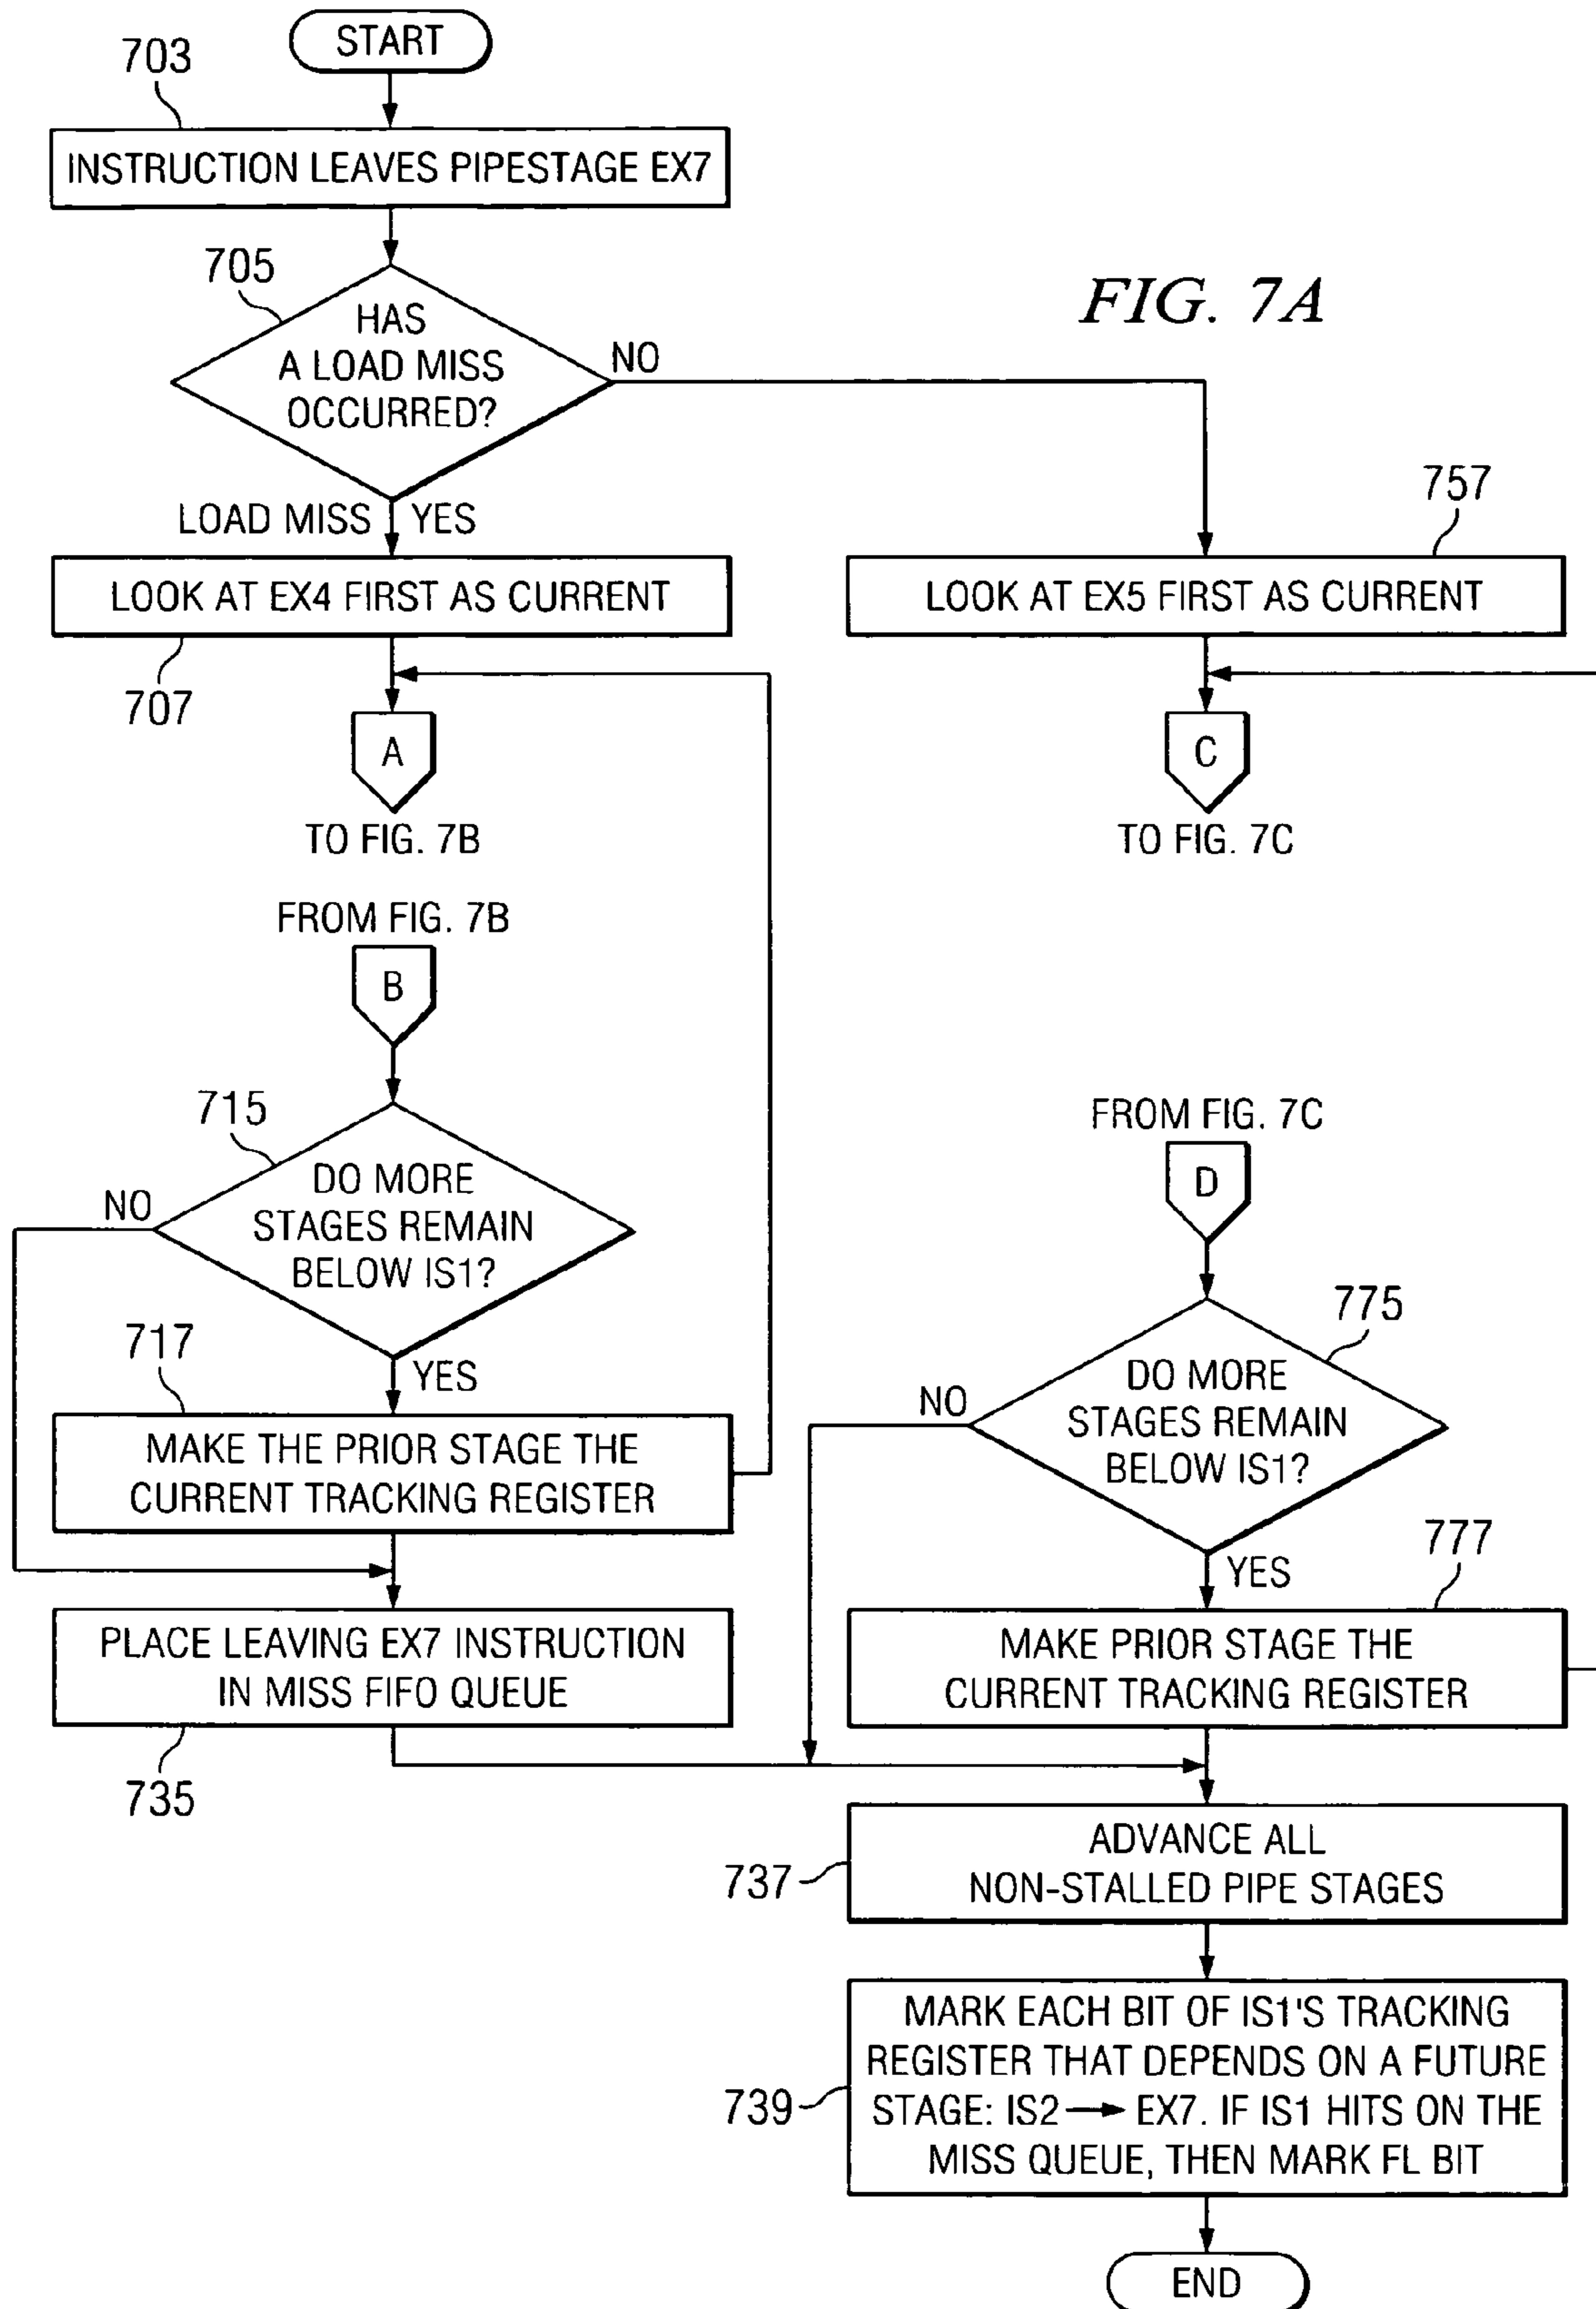 START
703
INSTRUCTION LEAVES PIPESTAGE EX7
705
HAS
A LOAD MISS
OCCURRED?
NO
FIG. 7A
LOAD MISS YES
757
LOOK AT EX4 FIRST AS CURRENT
LOOK AT EX5 FIRST AS CURRENT
707
A
TO FIG. 7B
C
TO FIG. 7C
FROM FIG. 7B
B
715
DO MORE
STAGES REMAIN
BELOW IS1?
NO
YES
717
MAKE THE PRIOR STAGE THE
CURRENT TRACKING REGISTER
PLACE LEAVING EX7 INSTRUCTION
IN MISS FIFO QUEUE
735
FROM FIG. 7C
D
775
DO MORE
STAGES REMAIN
BELOW IS1?
NO
YES
777
MAKE PRIOR STAGE THE
CURRENT TRACKING REGISTER
737
ADVANCE ALL
NON-STALLED PIPE STAGES
739
MARK EACH BIT OF IS1'S TRACKING
REGISTER THAT DEPENDS ON A FUTURE
STAGE: IS2 → EX7. IF IS1 HITS ON THE
MISS QUEUE, THEN MARK FL BIT
END